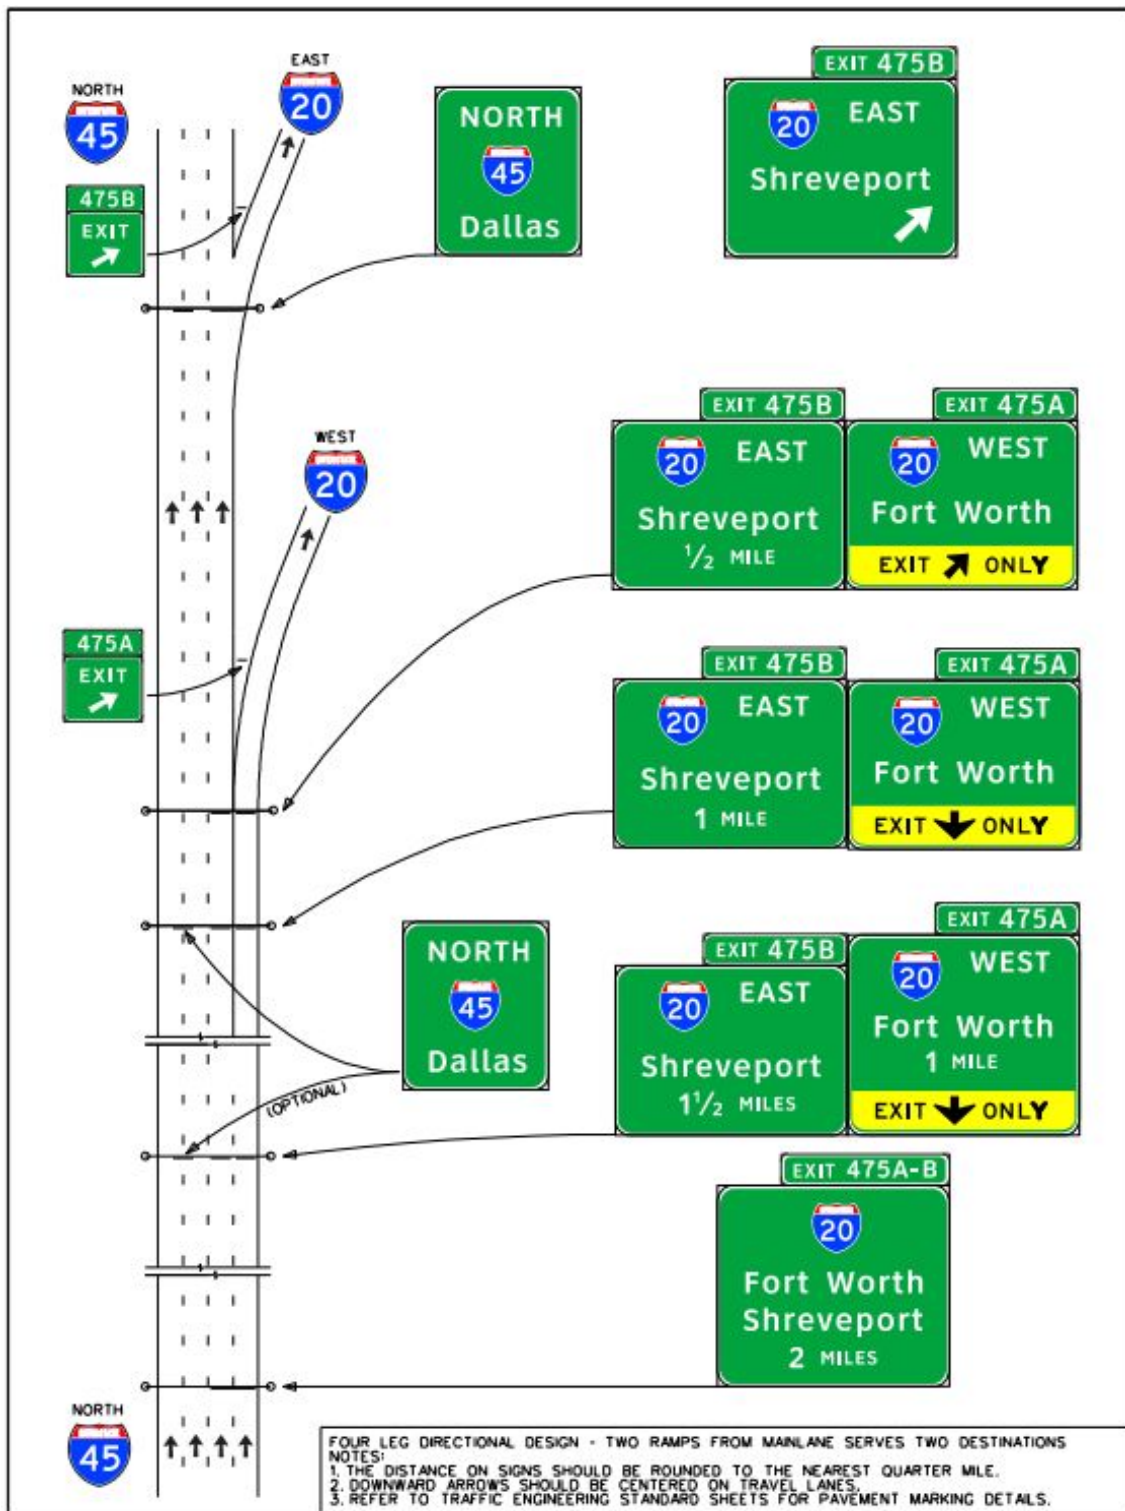 EAST
20
NORTH
45
475B
EXIT
NORTH
45
Dallas
EXIT 475B
20 EAST
Shreveport
WEST
20
EXIT 475B
20 EAST
Shreveport
1/2 MILE
EXIT 475A
20 WEST
Fort Worth
EXIT ONLY
475A
EXIT
EXIT 475B
20 EAST
Shreveport
1 MILE
EXIT 475A
20 WEST
Fort Worth
EXIT ONLY
NORTH
45
Dallas
(OPTIONAL)
EXIT 475B
20 EAST
Shreveport
1 1/2 MILES
EXIT 475A
20 WEST
Fort Worth
1 MILE
EXIT ONLY
EXIT 475A-B
20
Fort Worth
Shreveport
2 MILES
NORTH
45
FOUR LEG DIRECTIONAL DESIGN - TWO RAMPS FROM MAINLANE SERVES TWO DESTINATIONS
NOTES:
1. THE DISTANCE ON SIGNS SHOULD BE ROUNDED TO THE NEAREST QUARTER MILE.
2. DOWNWARD ARROWS SHOULD BE CENTERED ON TRAVEL LANES.
3. REFER TO TRAFFIC ENGINEERING STANDARD SHEETS FOR PAVEMENT MARKING DETAILS.